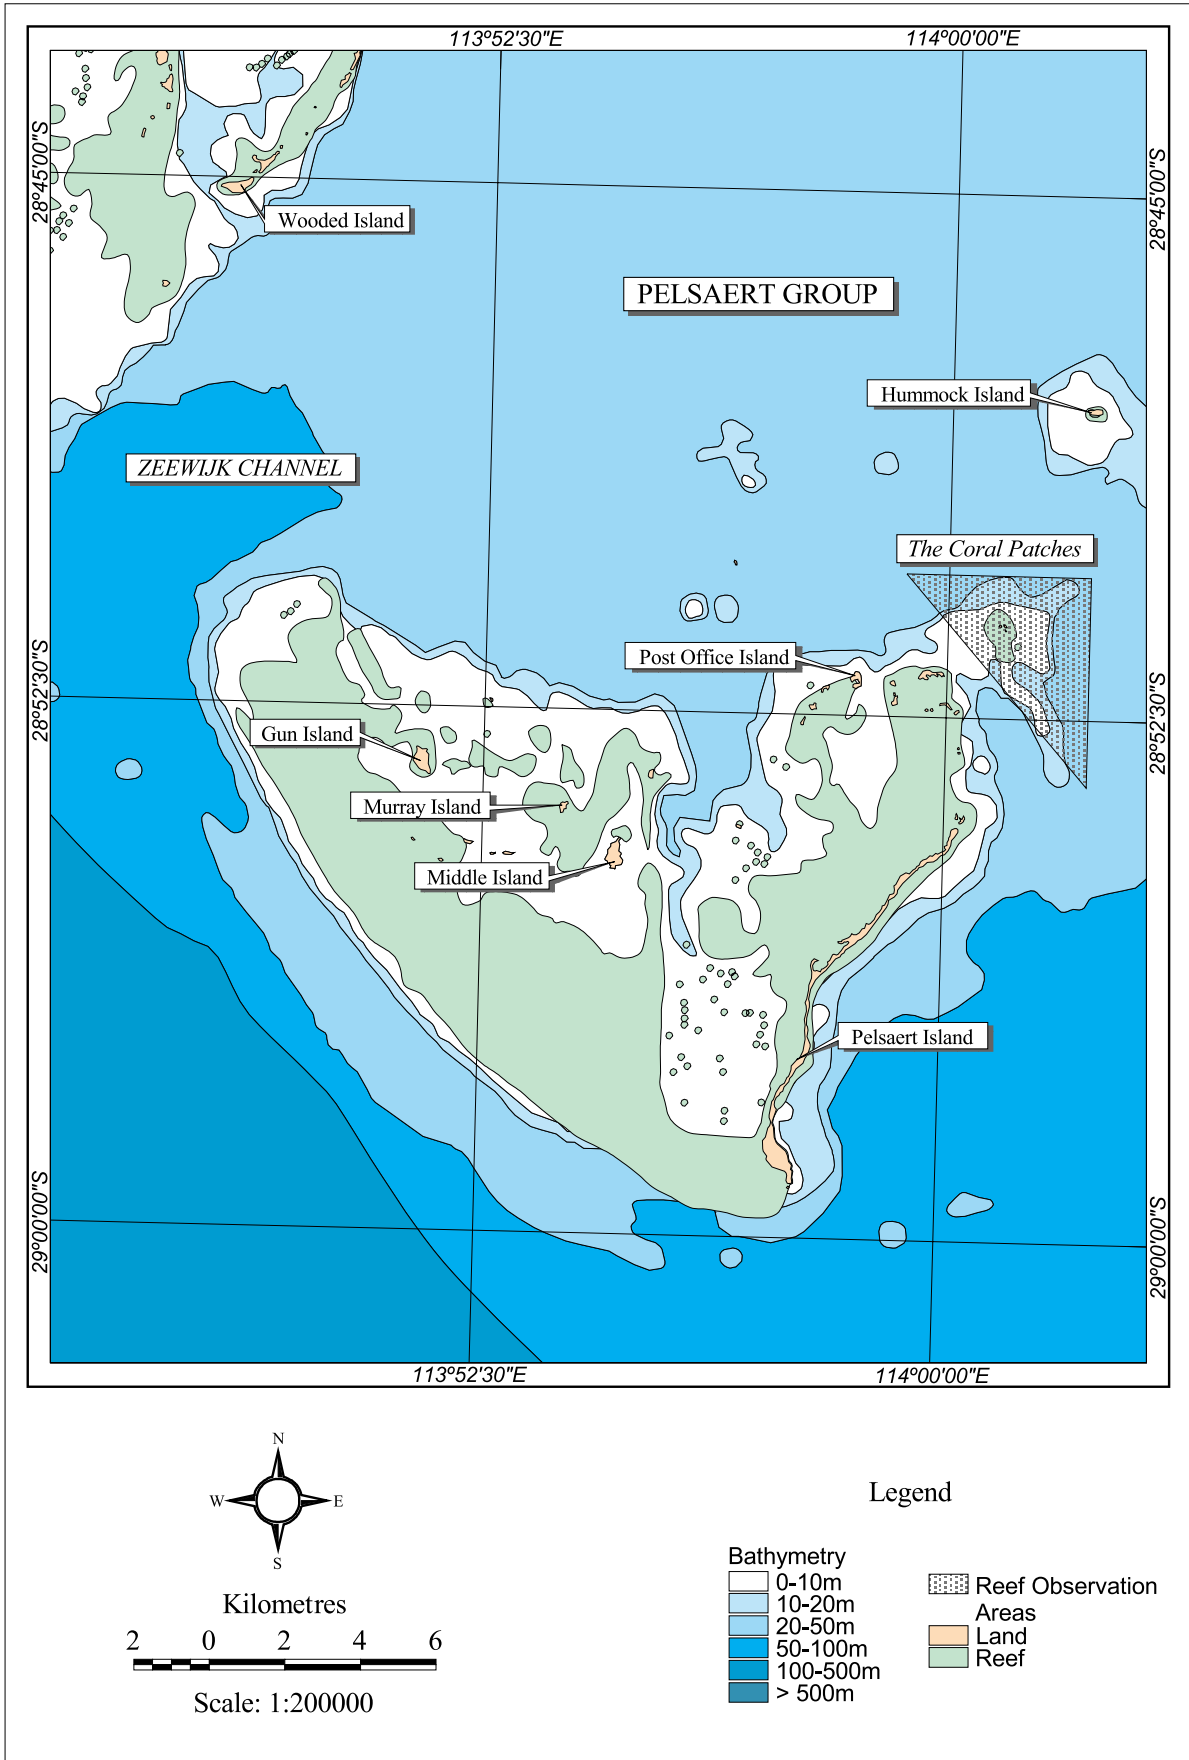 113º52'30"E
114º00'00"E
28º45'00"S
28º45'00"S
Wooded Island
PELSAERT GROUP
Hummock Island
ZEEWIJK CHANNEL
The Coral Patches
Post Office Island
28º52'30"S
28º52'30"S
Gun Island
Murray Island
Middle Island
Pelsaert Island
29º00'00"S
29º00'00"S
113º52'30"E
114º00'00"E
N
W
E
S
Kilometres
2 0 2 4 6
Scale: 1:200000
Legend
Bathymetry
0-10m
10-20m
20-50m
50-100m
100-500m
> 500m
Reef Observation
Areas
Land
Reef